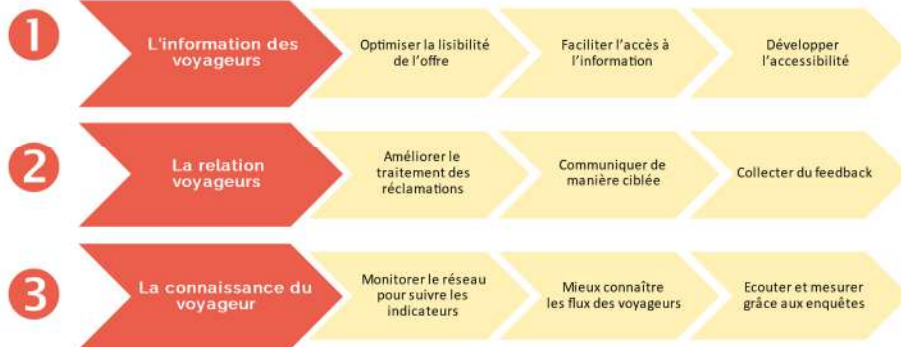 1
L'information des
voyageurs
Optimiser la lisibilité
de l'offre
Faciliter l'accès à
l'information
Développer
l'accessibilité
2
La relation
voyageurs
Améliorer le
traitement des
réclamations
Communiquer de
manière ciblée
Collecter du feedback
3
La connaissance du
voyageur
Monitorer le réseau
pour suivre les
indicateurs
Mieux connaître
les flux des voyageurs
Ecouter et mesurer
grâce aux enquêtes